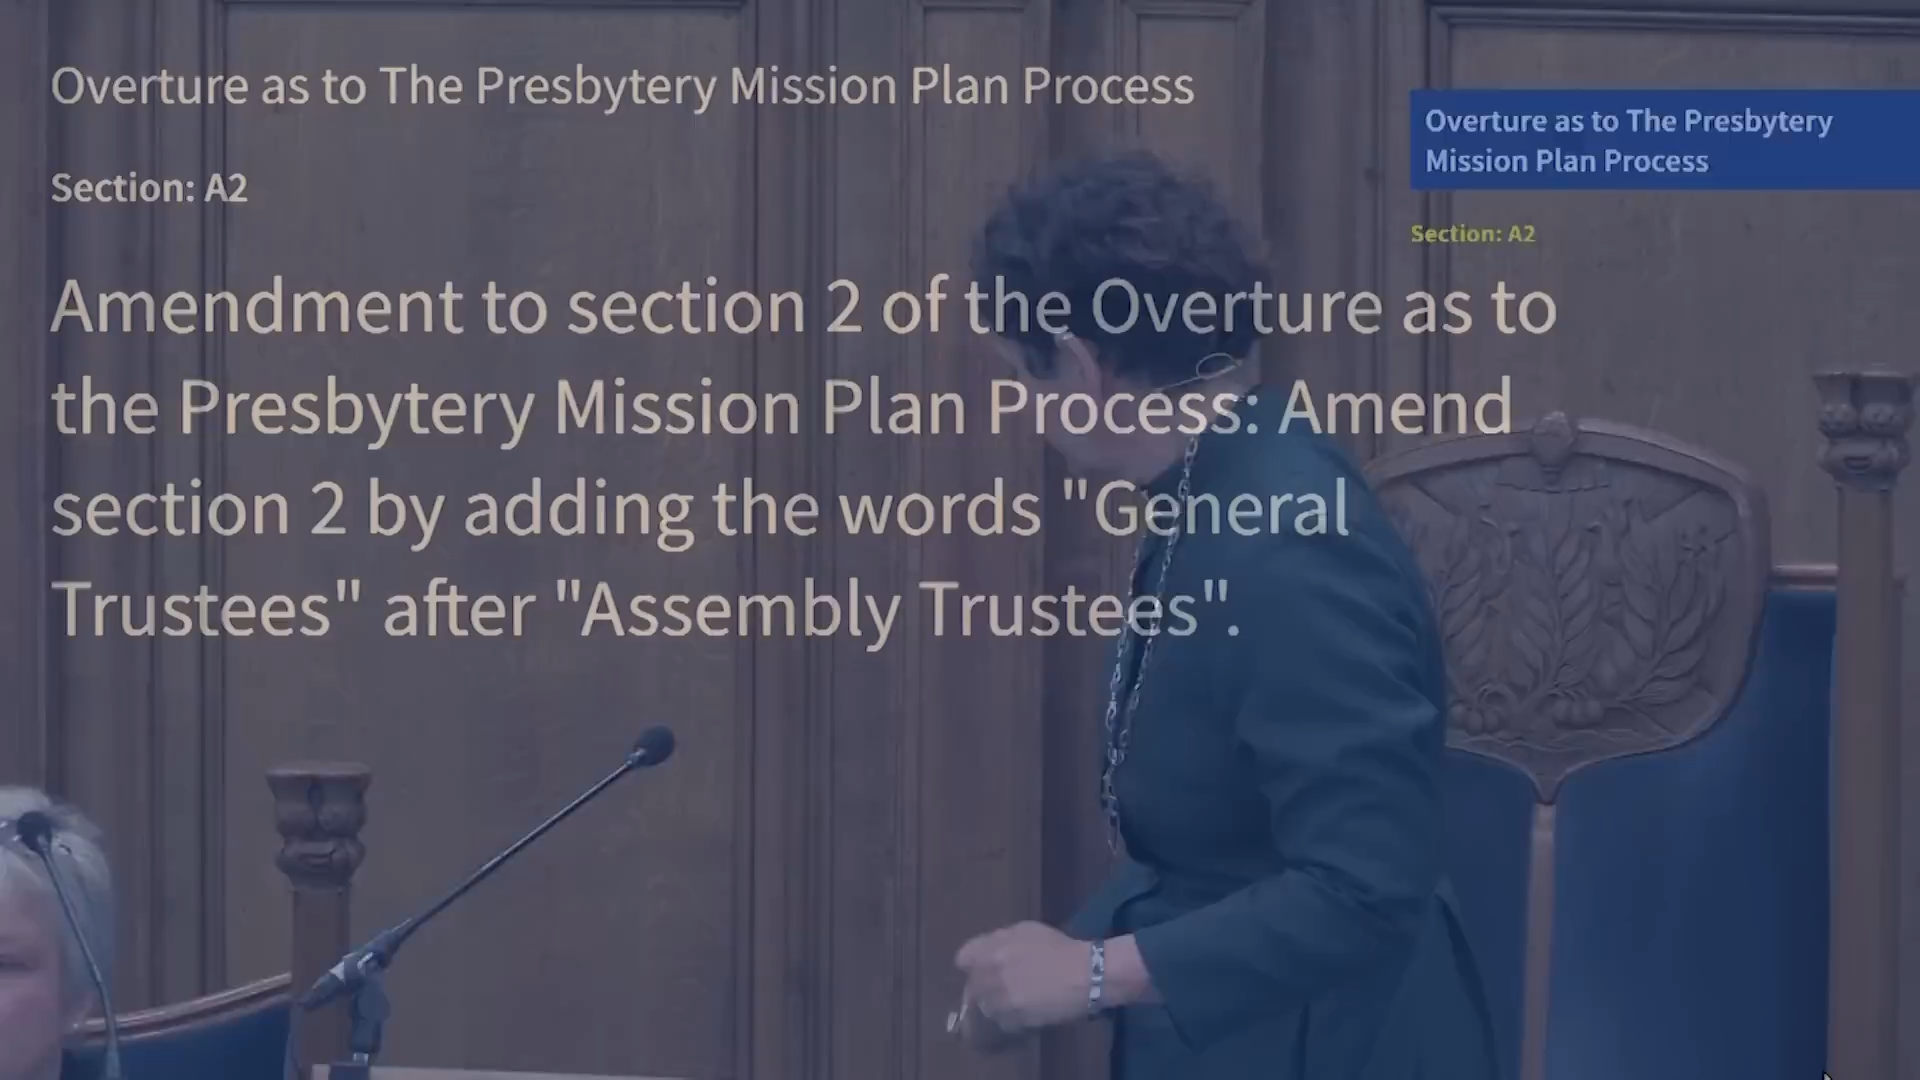 Overture as to The Presbytery Mission Plan Process
Section: A2
Amendment to section 2 of the Overture as to
the Presbytery Mission Plan Process: Amend
section 2 by adding the words "General
Trustees" after "Assembly Trustees".
Overture as to The Presbytery
Mission Plan Process
Section: A2